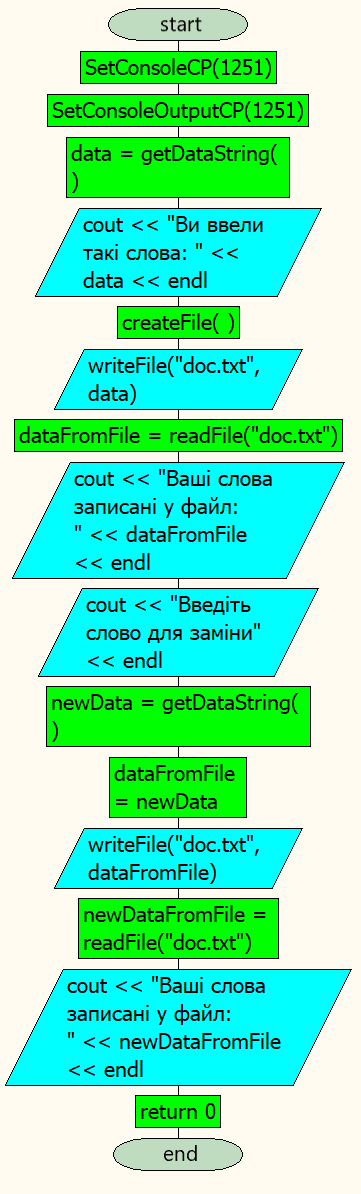 start
SetConsoleCP(1251)
SetConsoleOutputCP(1251)
data = getDataString(
)
cout << "Ви ввели
такі слова: " <<
data << endl
createFile( )
writeFile("doc.txt",
data)
dataFromFile = readFile("doc.txt")
cout << "Ваші слова
записані у файл:
" << dataFromFile
<< endl
cout << "Введіть
слово для заміни"
<< endl
newData = getDataString(
)
dataFromFile
= newData
writeFile("doc.txt",
dataFromFile)
newDataFromFile =
readFile("doc.txt")
cout << "Ваші слова
записані у файл:
" << newDataFromFile
<< endl
return 0
end